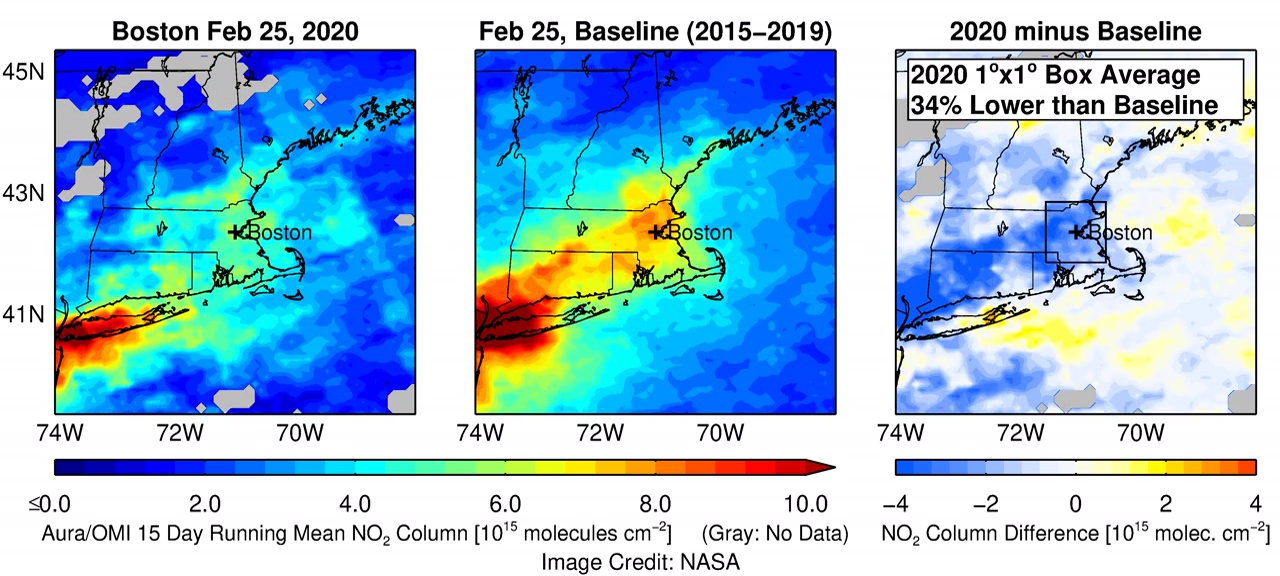 Boston Feb 25, 2020
Feb 25, Baseline (2015−2019)
2020 minus Baseline
2020 1°x1° Box Average
34% Lower than Baseline
45N
43N
41N
Boston
Boston
Boston
74W 72W 70W
74W 72W 70W
74W 72W 70W
≤0.0 2.0 4.0 6.0 8.0 10.0
−4 −2 0 2 4
Aura/OMI 15 Day Running Mean NO₂ Column [10¹⁵ molecules cm⁻²] (Gray: No Data)
NO₂ Column Difference [10¹⁵ molec. cm⁻²]
Image Credit: NASA